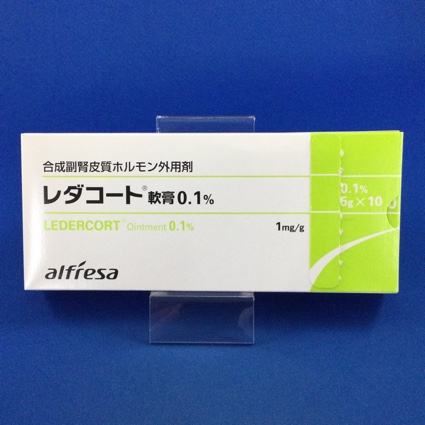 合成副腎皮質ホルモン外用剤
レダコート®軟膏0.1%
LEDERCORT Ointment 0.1%
1mg/g
0.1%
5g×10
alfresa